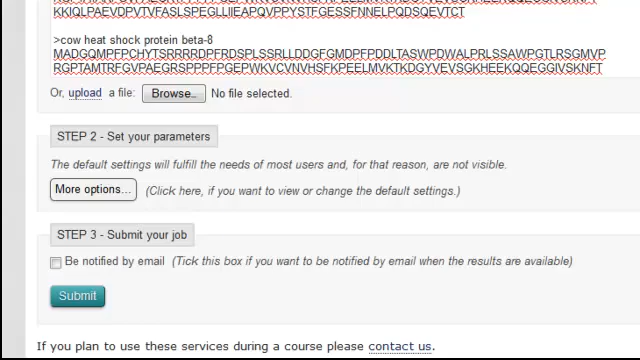 KKIQLPAEVDPVTVFASLSPEGLLIIEAPQVPPYSTFGESSFNNELPQDSQEVTCT
>cow heat shock protein beta-8
MADGQMPFPCHYTSRRRRDPFRDSPLSSRLLDDGFGMDPFPDDLTASWPDWALPRLSSAWPGTLRSGMVP
RGPTAMTRFGVPAEGRSPPPFPGEPWKVCVNVHSFKPEELMVKTKDGYVEVSGKHEEKQQEGGIVSKNFT
Or, upload a file: Browse.. No file selected.
STEP 2 - Set your parameters
The default settings will fulfill the needs of most users and, for that reason, are not visible.
More options... (Click here, if you want to view or change the default settings.)
STEP 3 - Submit your job
Be notified by email (Tick this box if you want to be notified by email when the results are available)
Submit
If you plan to use these services during a course please contact us.